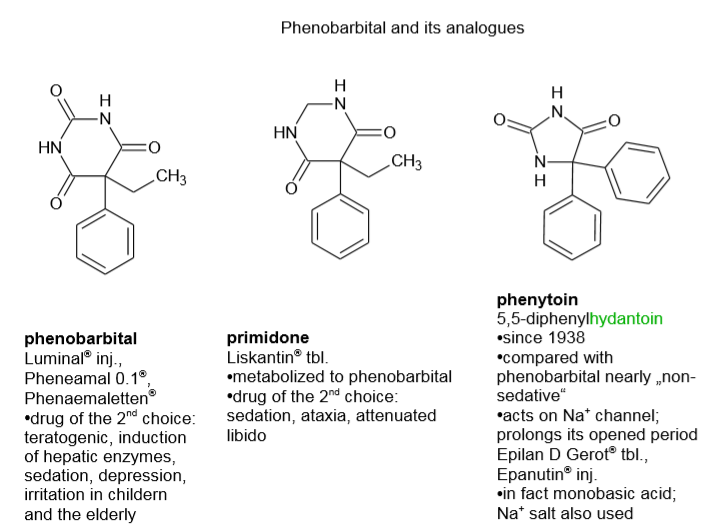 Phenobarbital and its analogues
O
H
N
HN
O
O
CH3
H
N
HN
O
O
CH3
H
N
O
O
N
H
phenobarbital
Luminal® inj.,
Pheneamal 0.1®,
Phenaemaletten®
•drug of the 2nd choice:
teratogenic, induction
of hepatic enzymes,
sedation, depression,
irritation in childern
and the elderly
primidone
Liskantin® tbl.
•metabolized to phenobarbital
•drug of the 2nd choice:
sedation, ataxia, attenuated
libido
phenytoin
5,5-diphenylhydantoin
•since 1938
•compared with
phenobarbital nearly „non-
sedative“
•acts on Na+ channel;
prolongs its opened period
Epilan D Gerot® tbl.,
Epanutin® inj.
•in fact monobasic acid;
Na+ salt also used